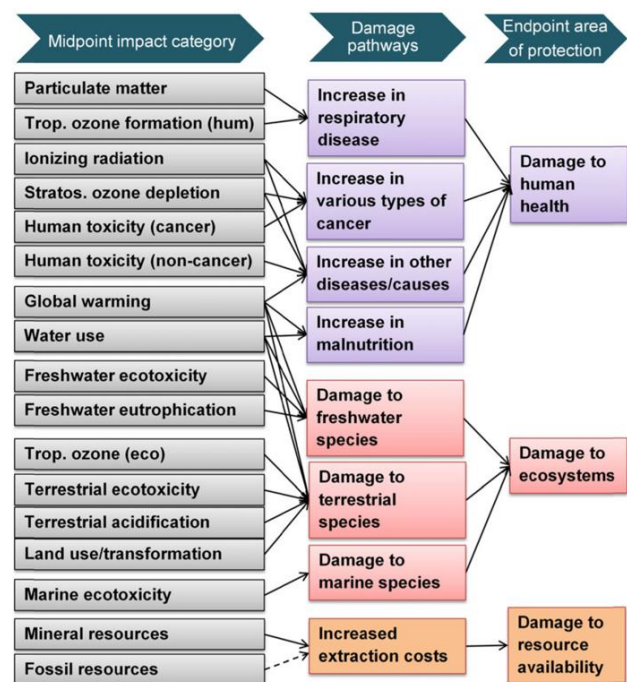 Midpoint impact category
Damage
pathways
Endpoint area
of protection
Particulate matter
Trop. ozone formation (hum)
Ionizing radiation
Stratos. ozone depletion
Human toxicity (cancer)
Human toxicity (non-cancer)
Global warming
Water use
Freshwater ecotoxicity
Freshwater eutrophication
Trop. ozone (eco)
Terrestrial ecotoxicity
Terrestrial acidification
Land use/transformation
Marine ecotoxicity
Mineral resources
Fossil resources
Increase in
respiratory
disease
Increase in
various types of
cancer
Increase in other
diseases/causes
Increase in
malnutrition
Damage to
freshwater
species
Damage to
terrestrial
species
Damage to
marine species
Increased
extraction costs
Damage to
human
health
Damage to
ecosystems
Damage to
resource
availability